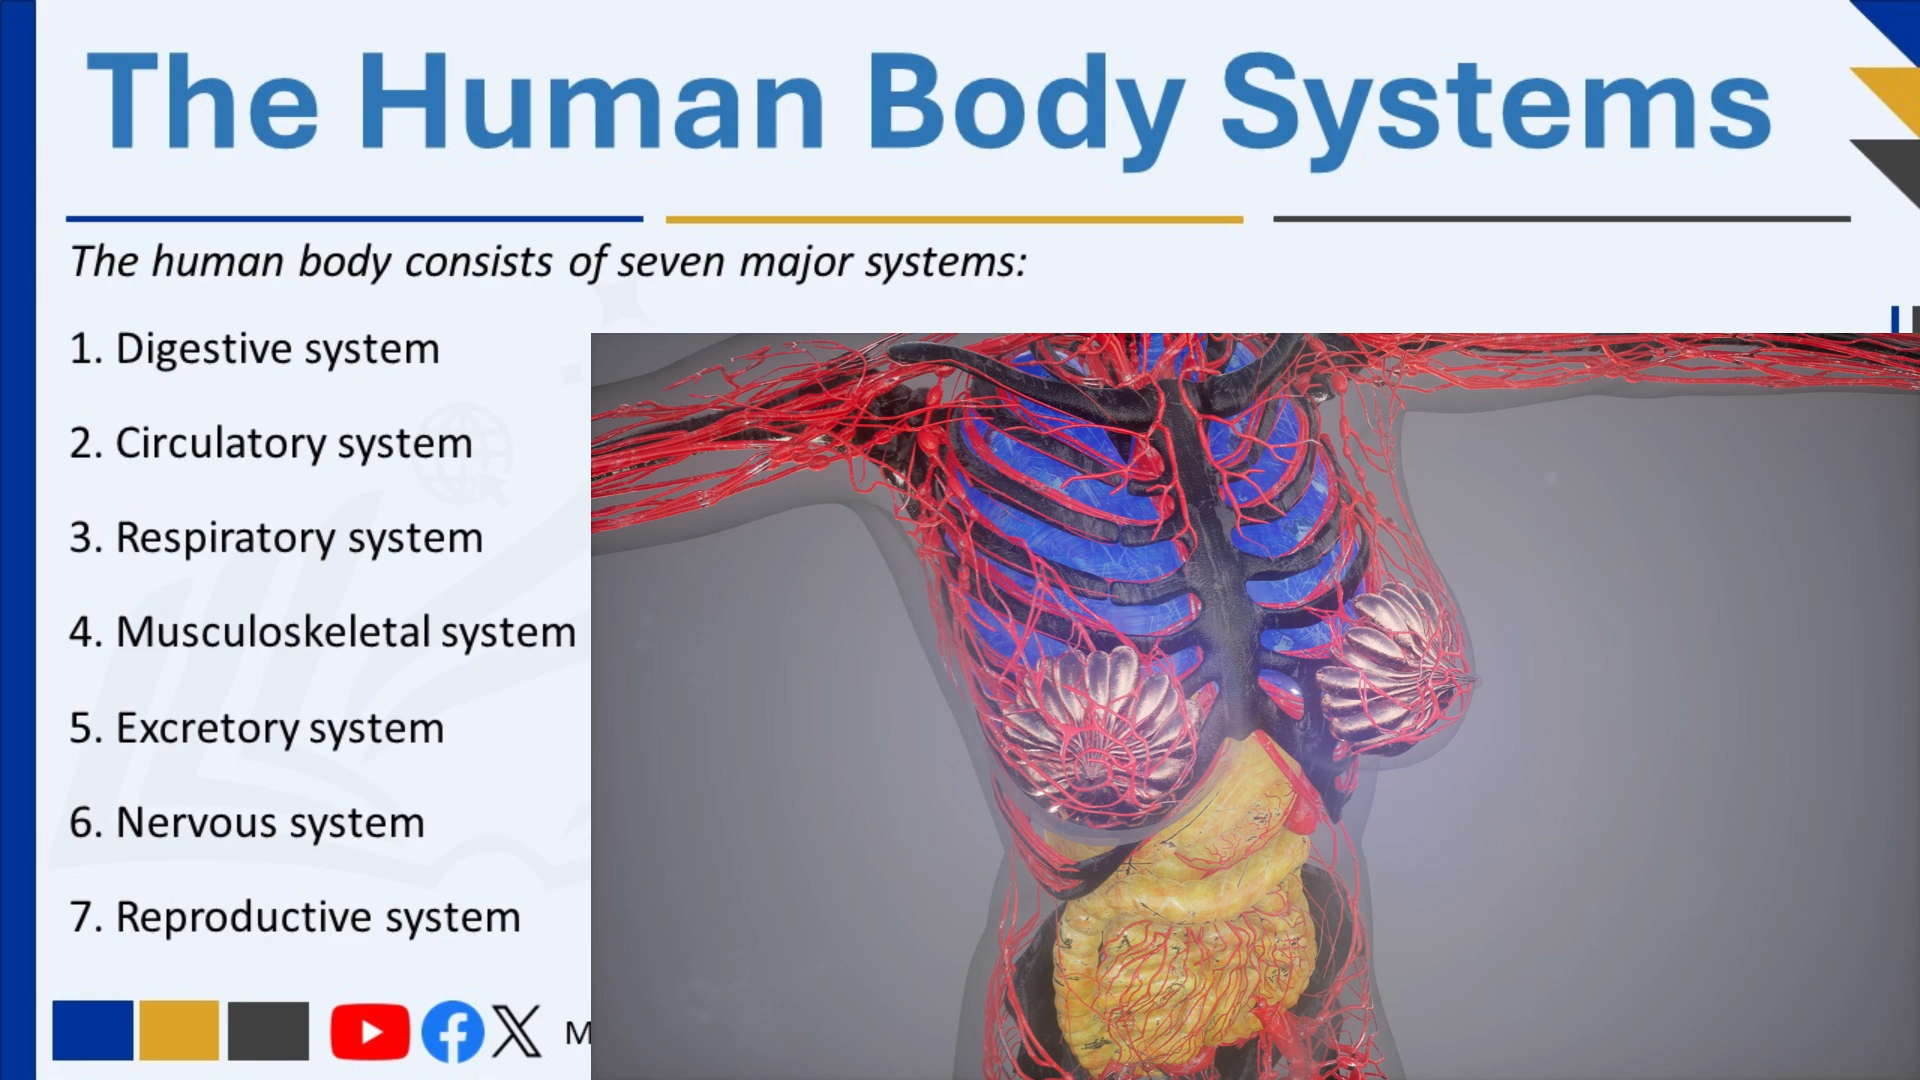 The Human Body Systems
The human body consists of seven major systems:
1. Digestive system
2. Circulatory system
3. Respiratory system
4. Musculoskeletal system
5. Excretory system
6. Nervous system
7. Reproductive system